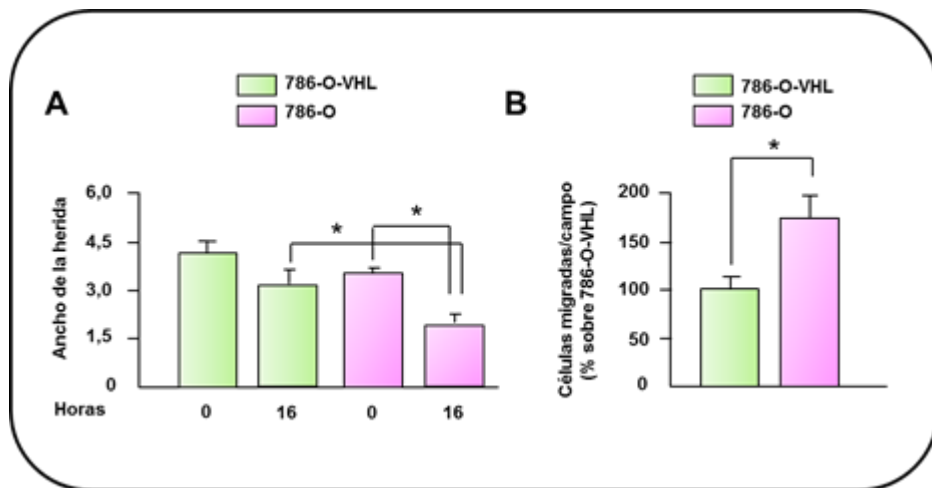 A
786-O-VHL
786-O
Ancho de la herida
6,0
4,5
3,0
1,5
0
*
*
Horas
0
16
0
16
B
786-O-VHL
786-O
Células migradas/campo
(% sobre 786-O-VHL)
200
150
100
50
0
*